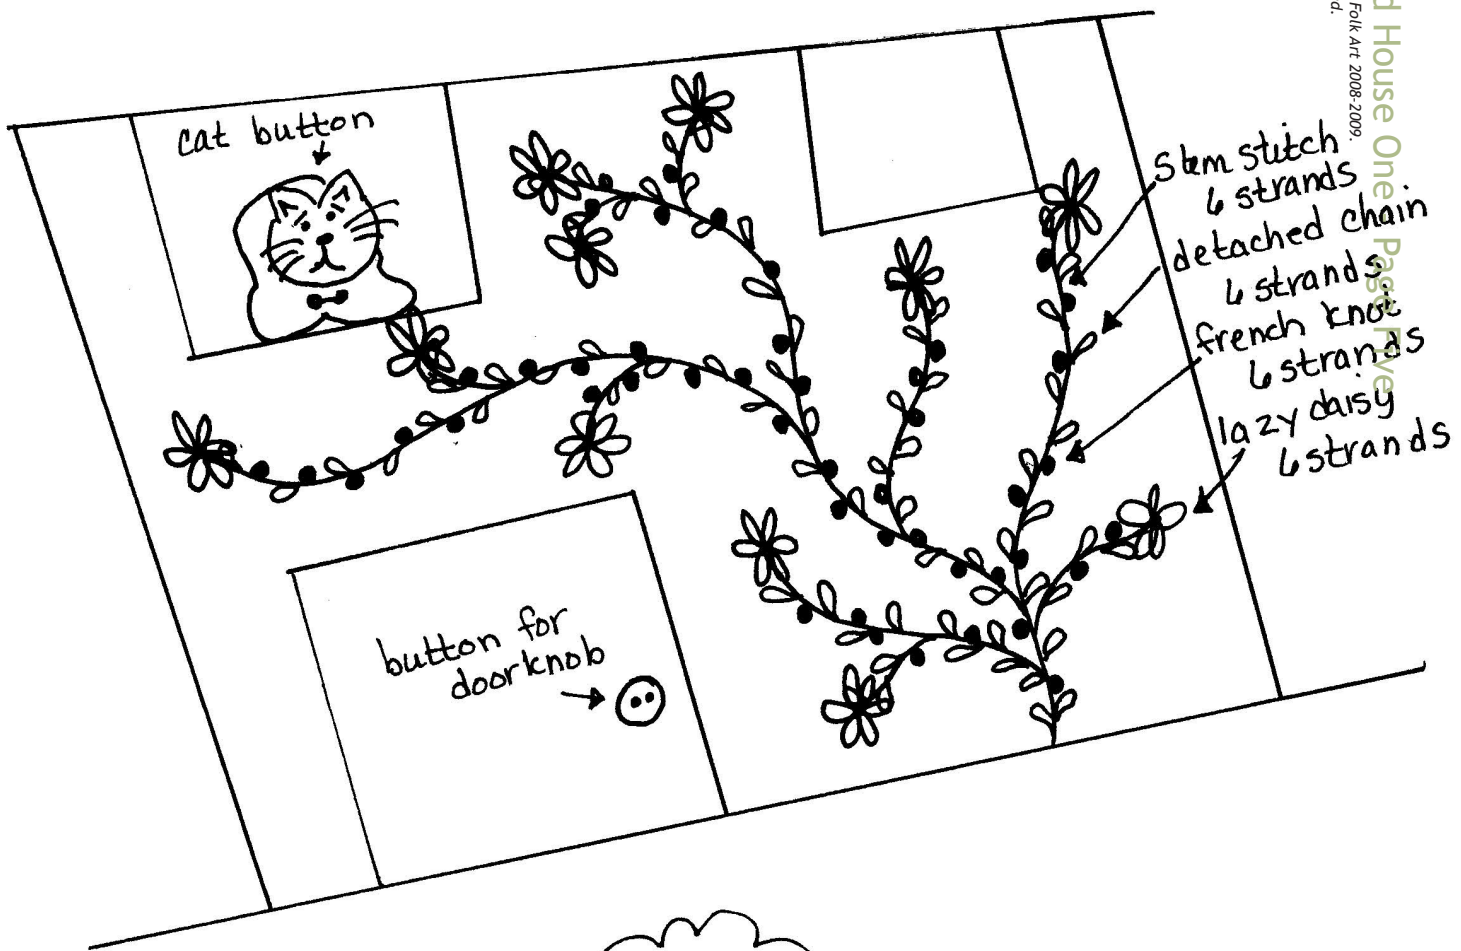 cat button
button for
doorknob
stem stitch
6 strands
detached chain
6 strands
french knot
6 strands
lazy daisy
6 strands
d House One Page Five
Folk Art 2008-2009.
d.